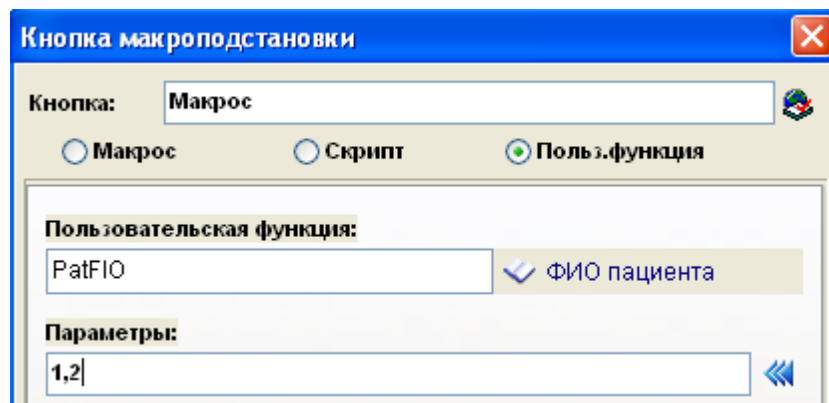 Кнопка макроподстановки
Кнопка: Макрос
Макрос Скрипт Польз.функция
Пользовательская функция:
PatFIO ФИО пациента
Параметры:
1,2